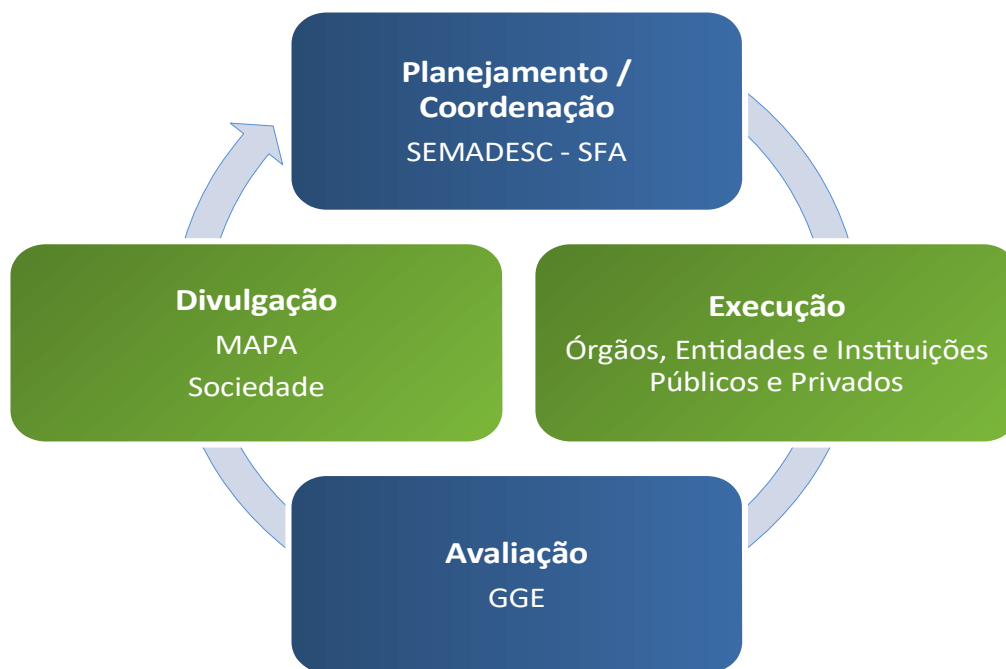 Planejamento /
Coordenação
SEMADESC - SFA
Divulgação
MAPA
Sociedade
Execução
Órgãos, Entidades e Instituições
Públicos e Privados
Avaliação
GGE